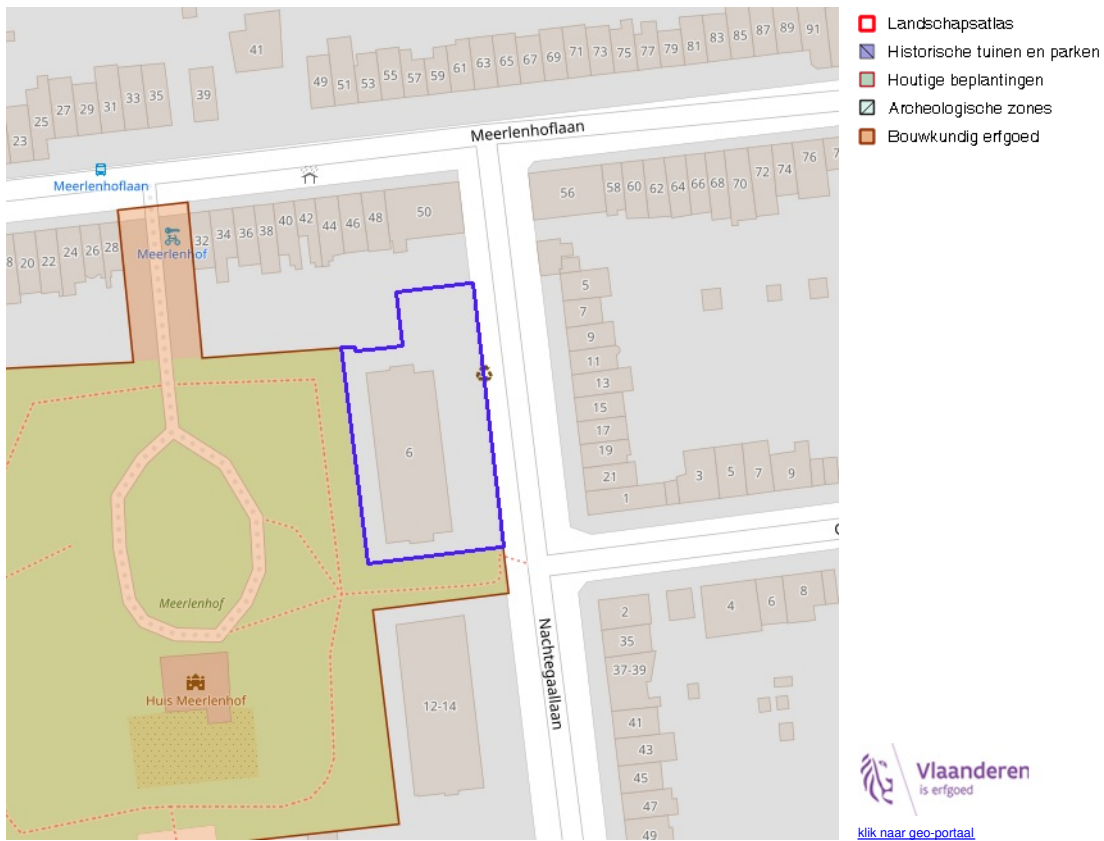 41
49 51 53 55 57 59 61 63 65 67 69 71 73 75 77 79 81 83 85 87 89 91
23 25 27 29 31 33 35 39
Meerlenhoflaan
Meerlenhoflaan
56 58 60 62 64 66 68 70 72 74 76 7
8 20 22 24 26 28
Meerlenhof
32 34 36 38 40 42 44 46 48 50
5
7
9
11
13
15
17
19
21
1
3 5 7 9
6
Meerlenhof
Huis Meerlenhof
12-14
Nachtegaallaan
2
35
37-39
41
43
45
47
49
4 6 8
Landschapsatlas
Historische tuinen en parken
Houtige beplantingen
Archeologische zones
Bouwkundig erfgoed
Vlaanderen
is erfgoed
klik naar geo-portaal